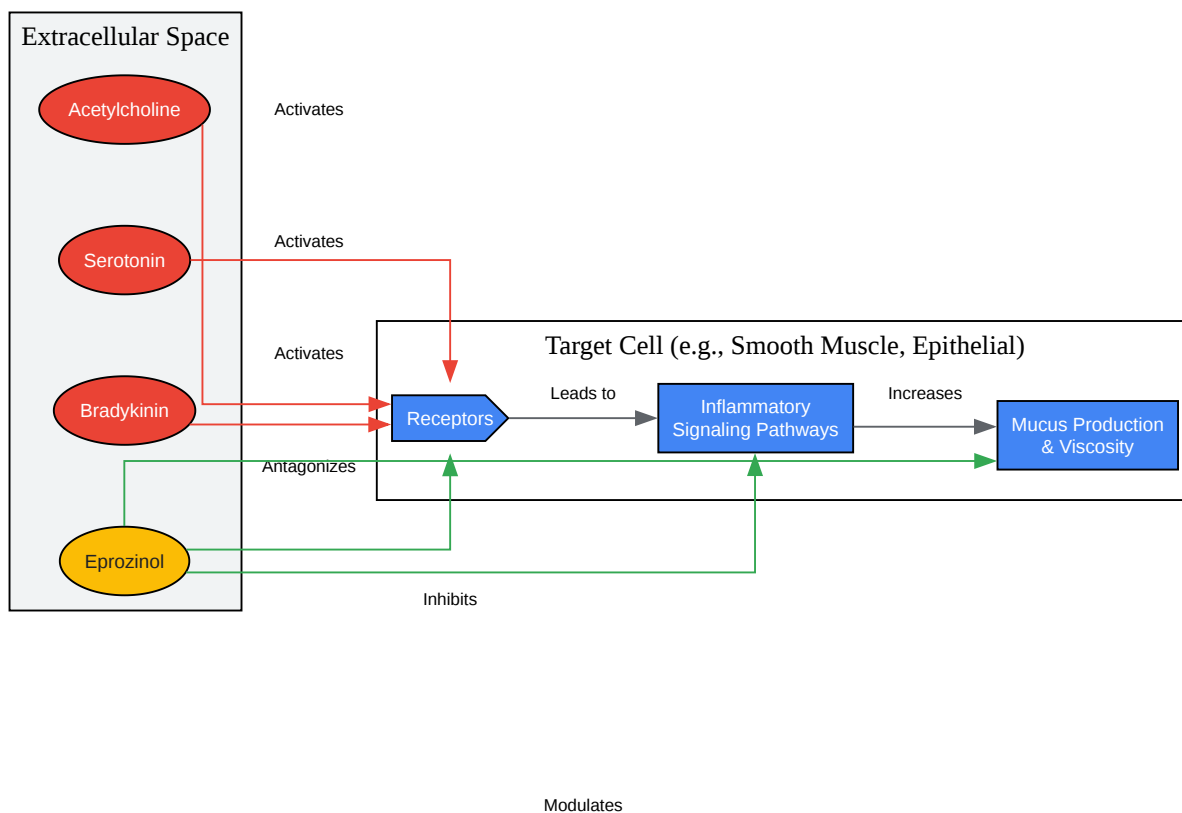 Extracellular Space
Acetylcholine
Activates
Serotonin
Activates
Bradykinin
Activates
Target Cell (e.g., Smooth Muscle, Epithelial)
Receptors
Leads to
Inflammatory
Signaling Pathways
Increases
Mucus Production
& Viscosity
Antagonizes
Eprozinol
Inhibits
Modulates